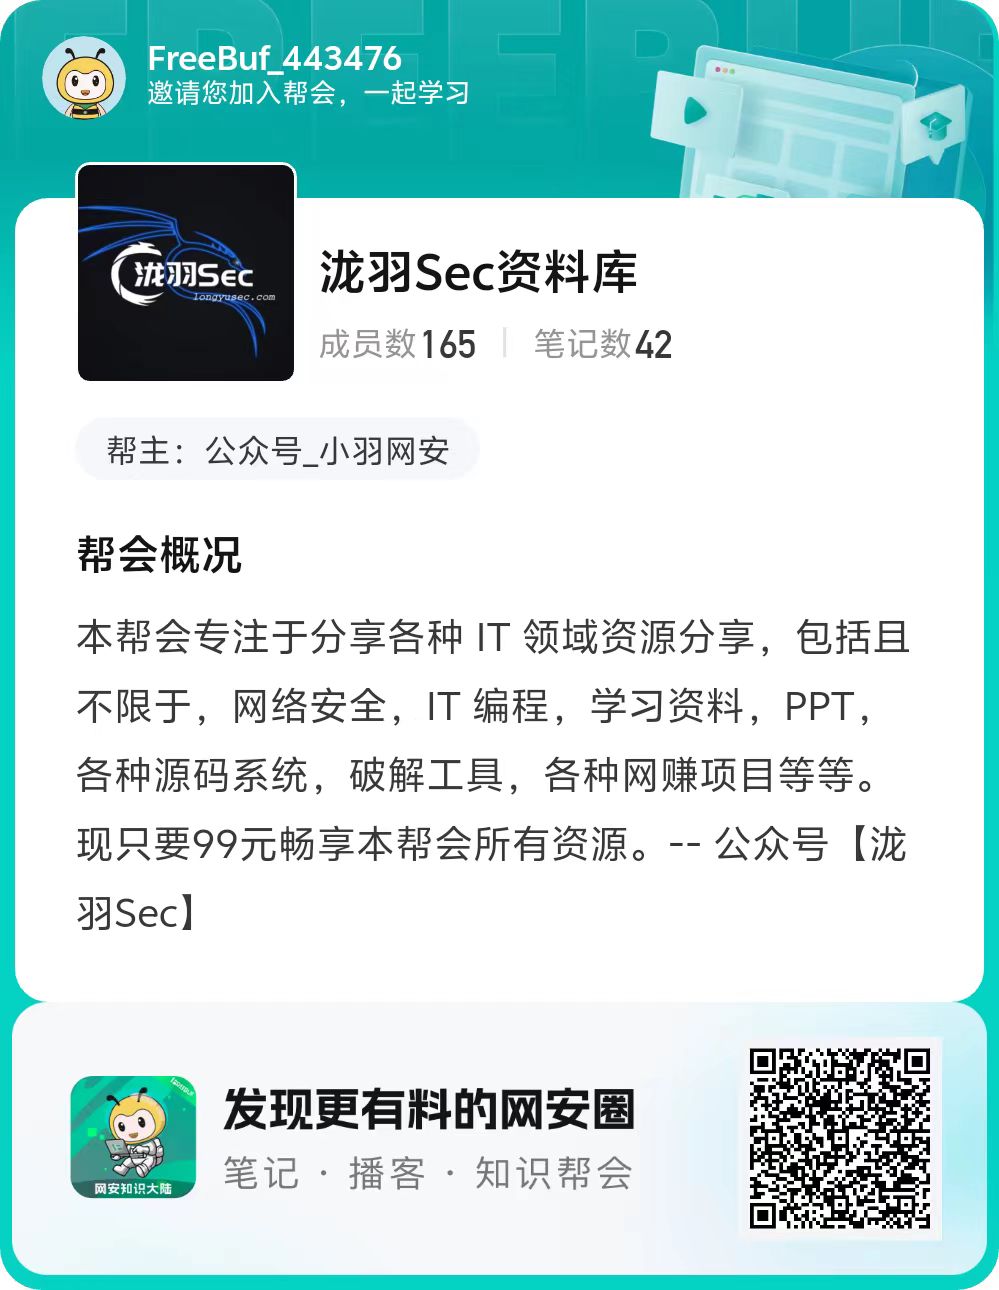 FreeBuf_443476
邀请您加入帮会，一起学习
泷羽Sec
longyusec.com
泷羽Sec资料库
成员数165 笔记数42
帮主：公众号_小羽网安
帮会概况
本帮会专注于分享各种 IT 领域资源分享，包括且
不限于，网络安全，IT 编程，学习资料，PPT，
各种源码系统，破解工具，各种网赚项目等等。
现只要99元畅享本帮会所有资源。-- 公众号【泷
羽Sec】
发现更有料的网安圈
笔记 · 播客 · 知识帮会
网安知识大陆